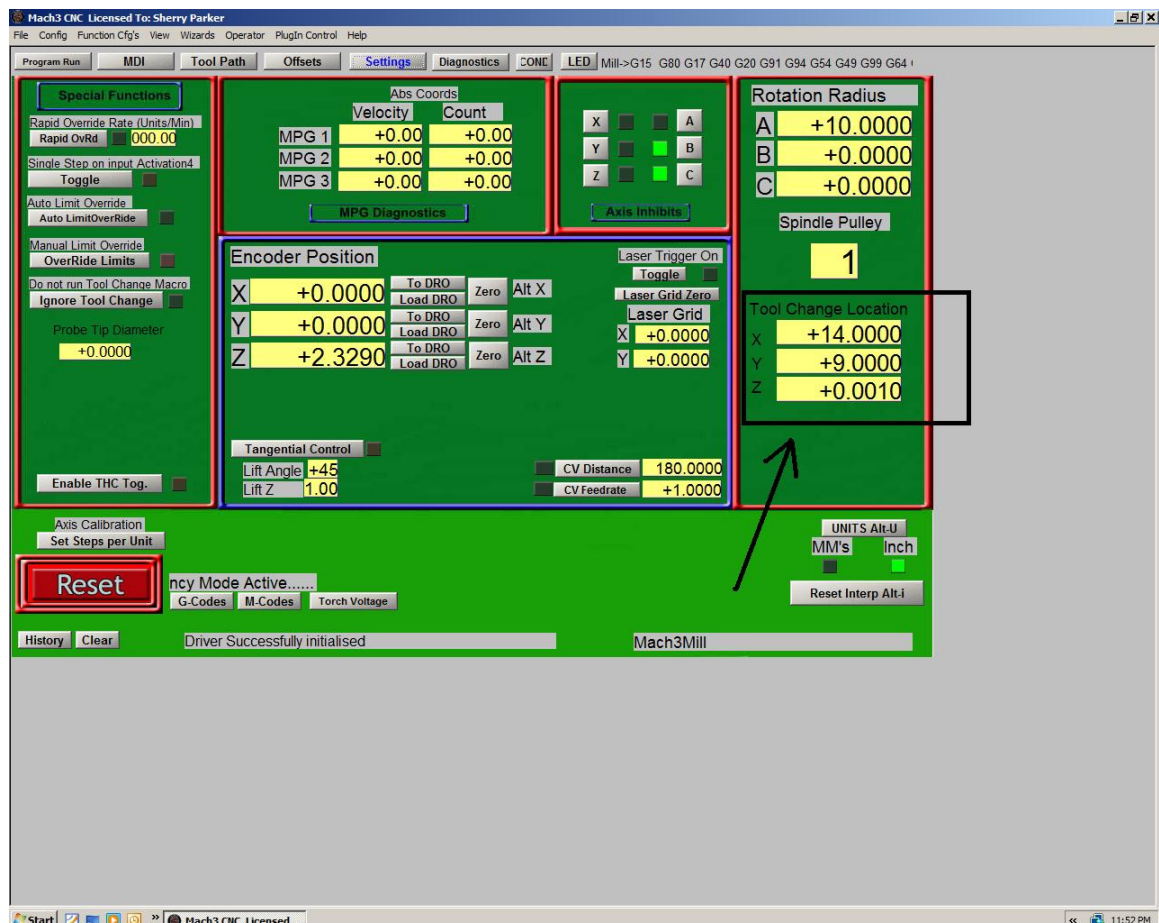 Mach3 CNC Licensed To: Sherry Parker
File Config Function Cfg's View Wizards Operator PlugIn Control Help
Program Run MDI Tool Path Offsets Settings Diagnostics LED Mill->G15 G80 G17 G40 G20 G91 G94 G54 G49 G99 G64
Special Functions
Rapid Override Rate (Units/Min)
Rapid OvRd 000.00
Single Step on input Activation4
Toggle
Auto Limit Override
Auto LimitOverRide
Manual Limit Override
OverRide Limits
Do not run Tool Change Macro
Ignore Tool Change
Probe Tip Diameter
+0.0000
Enable THC Tog.
Abs Coords
Velocity Count
MPG 1 +0.00 +0.00
MPG 2 +0.00 +0.00
MPG 3 +0.00 +0.00
MPG Diagnostics
X A
Y B
Z C
Axis Inhibits
Rotation Radius
A +10.0000
B +0.0000
C +0.0000
Spindle Pulley
1
Tool Change Location
X +14.0000
Y +9.0000
Z +0.0010
Encoder Position
X +0.0000 To DRO Load DRO Zero Alt X
Y +0.0000 To DRO Load DRO Zero Alt Y
Z +2.3290 To DRO Load DRO Zero Alt Z
Laser Trigger On
Toggle
Laser Grid Zero
Laser Grid
X +0.0000
Y +0.0000
Tangential Control
Lift Angle +45
Lift Z 1.00
CV Distance 180.0000
CV Feedrate +1.0000
Axis Calibration
Set Steps per Unit
Reset
ncy Mode Active......
G-Codes M-Codes Torch Voltage
UNITS Alt-U
MM's Inch
Reset Interp Alt-i
History Clear Driver Successfully initialised Mach3Mill
Start » Mach3 CNC Licensed... « 11:52 PM